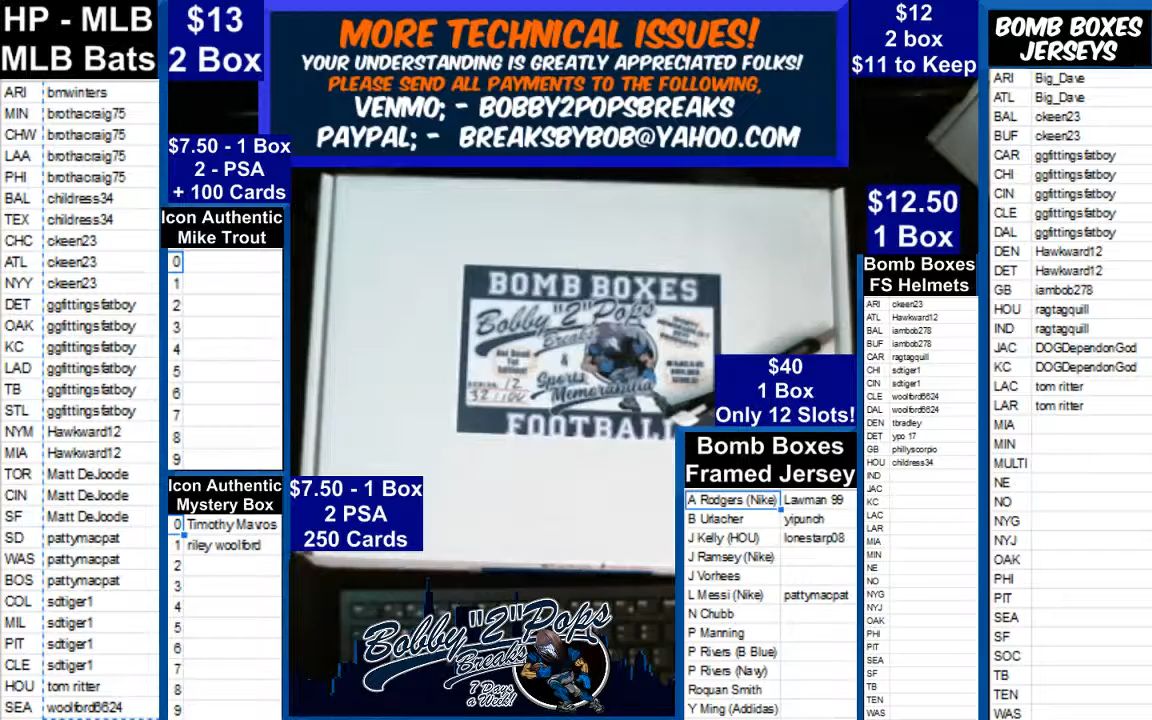 HP - MLB
MLB Bats
ARI bmwinters
MIN brothacraig75
CHW brothacraig75
LAA brothacraig75
PHI brothacraig75
BAL childress34
TEX childress34
CHC ckeen23
ATL ckeen23
NYY ckeen23
DET ggfittingsfatboy
OAK ggfittingsfatboy
KC ggfittingsfatboy
LAD ggfittingsfatboy
TB ggfittingsfatboy
STL ggfittingsfatboy
NYM Hawkward12
MIA Hawkward12
TOR Matt DeJoode
CIN Matt DeJoode
SF Matt DeJoode
SD pattymacpat
WAS pattymacpat
BOS pattymacpat
COL sdtiger1
MIL sdtiger1
PIT sdtiger1
CLE sdtiger1
HOU tom ritter
SEA woolford6624
$13
2 Box
$7.50 - 1 Box
2 - PSA
+ 100 Cards
Icon Authentic
Mike Trout
0
1
2
3
4
5
6
7
8
9
Icon Authentic
Mystery Box
0 Timothy Mavros
1 riley woolford
2
3
4
5
6
7
8
9
MORE TECHNICAL ISSUES!
YOUR UNDERSTANDING IS GREATLY APPRECIATED FOLKS!
PLEASE SEND ALL PAYMENTS TO THE FOLLOWING,
VENMO; - BOBBY2POPSBREAKS
PAYPAL; - BREAKSBYBOB@YAHOO.COM
BOMB BOXES
Bobby "2" Pops
Breaks
&
Sports
Memorabilia
FOOTBALL
$7.50 - 1 Box
2 PSA
250 Cards
Bobby "2" Pops
Breaks
7 Days
a Week!
$40
1 Box
Only 12 Slots!
Bomb Boxes
Framed Jersey
A Rodgers (Nike) Lawman 99
B Urlacher yipunch
J Kelly (HOU) lonestarp08
J Ramsey (Nike)
J Vorhees
L Messi (Nike) pattymacpat
N Chubb
P Manning
P Rivers (B Blue)
P Rivers (Navy)
Roquan Smith
Y Ming (Addidas)
$12
2 box
$11 to Keep
$12.50
1 Box
Bomb Boxes
FS Helmets
ARI ckeen23
ATL Hawkward12
BAL iambob278
BUF iambob278
CAR ragtagquill
CHI sdtiger1
CIN sdtiger1
CLE woolford6624
DAL woolford6624
DEN tbradley
DET ypo 17
GB phillyscorpio
HOU childress34
IND
JAC
KC
LAC
LAR
MIA
MIN
NE
NO
NYG
NYJ
OAK
PHI
PIT
SEA
SF
TB
TEN
WAS
BOMB BOXES
JERSEYS
ARI Big_Dave
ATL Big_Dave
BAL ckeen23
BUF ckeen23
CAR ggfittingsfatboy
CHI ggfittingsfatboy
CIN ggfittingsfatboy
CLE ggfittingsfatboy
DAL ggfittingsfatboy
DEN Hawkward12
DET Hawkward12
GB iambob278
HOU ragtagquill
IND ragtagquill
JAC DOGDependonGod
KC DOGDependonGod
LAC tom ritter
LAR tom ritter
MIA
MIN
MULTI
NE
NO
NYG
NYJ
OAK
PHI
PIT
SEA
SF
SOC
TB
TEN
WAS